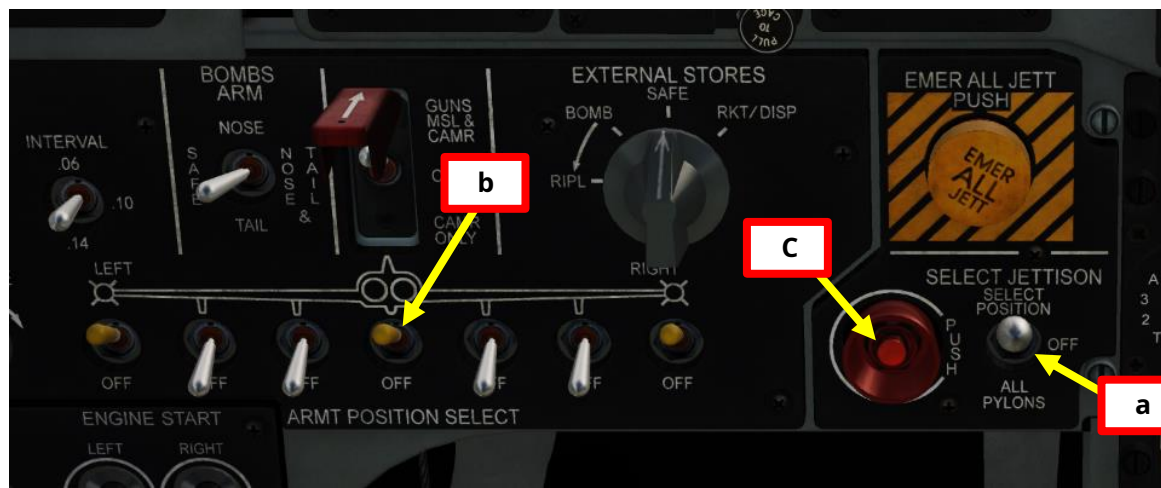 PULL
TO
CAGE
BOMBS
ARM
NOSE
SAFE
NOSE
TAIL
&
TAIL
INTERVAL
.06
.10
.14
GUNS
MSL &
CAMR
CAMR
ONLY
b
EXTERNAL STORES
SAFE
BOMB
RKT/DISP
RIPL
EMER ALL JETT
PUSH
EMER
ALL
JETT
LEFT
RIGHT
OFF
OFF
OFF
ARMT POSITION SELECT
C
SELECT JETTISON
SELECT
POSITION
OFF
ALL
PYLONS
PUSH
a
A
3
2
T
ENGINE START
LEFT
RIGHT